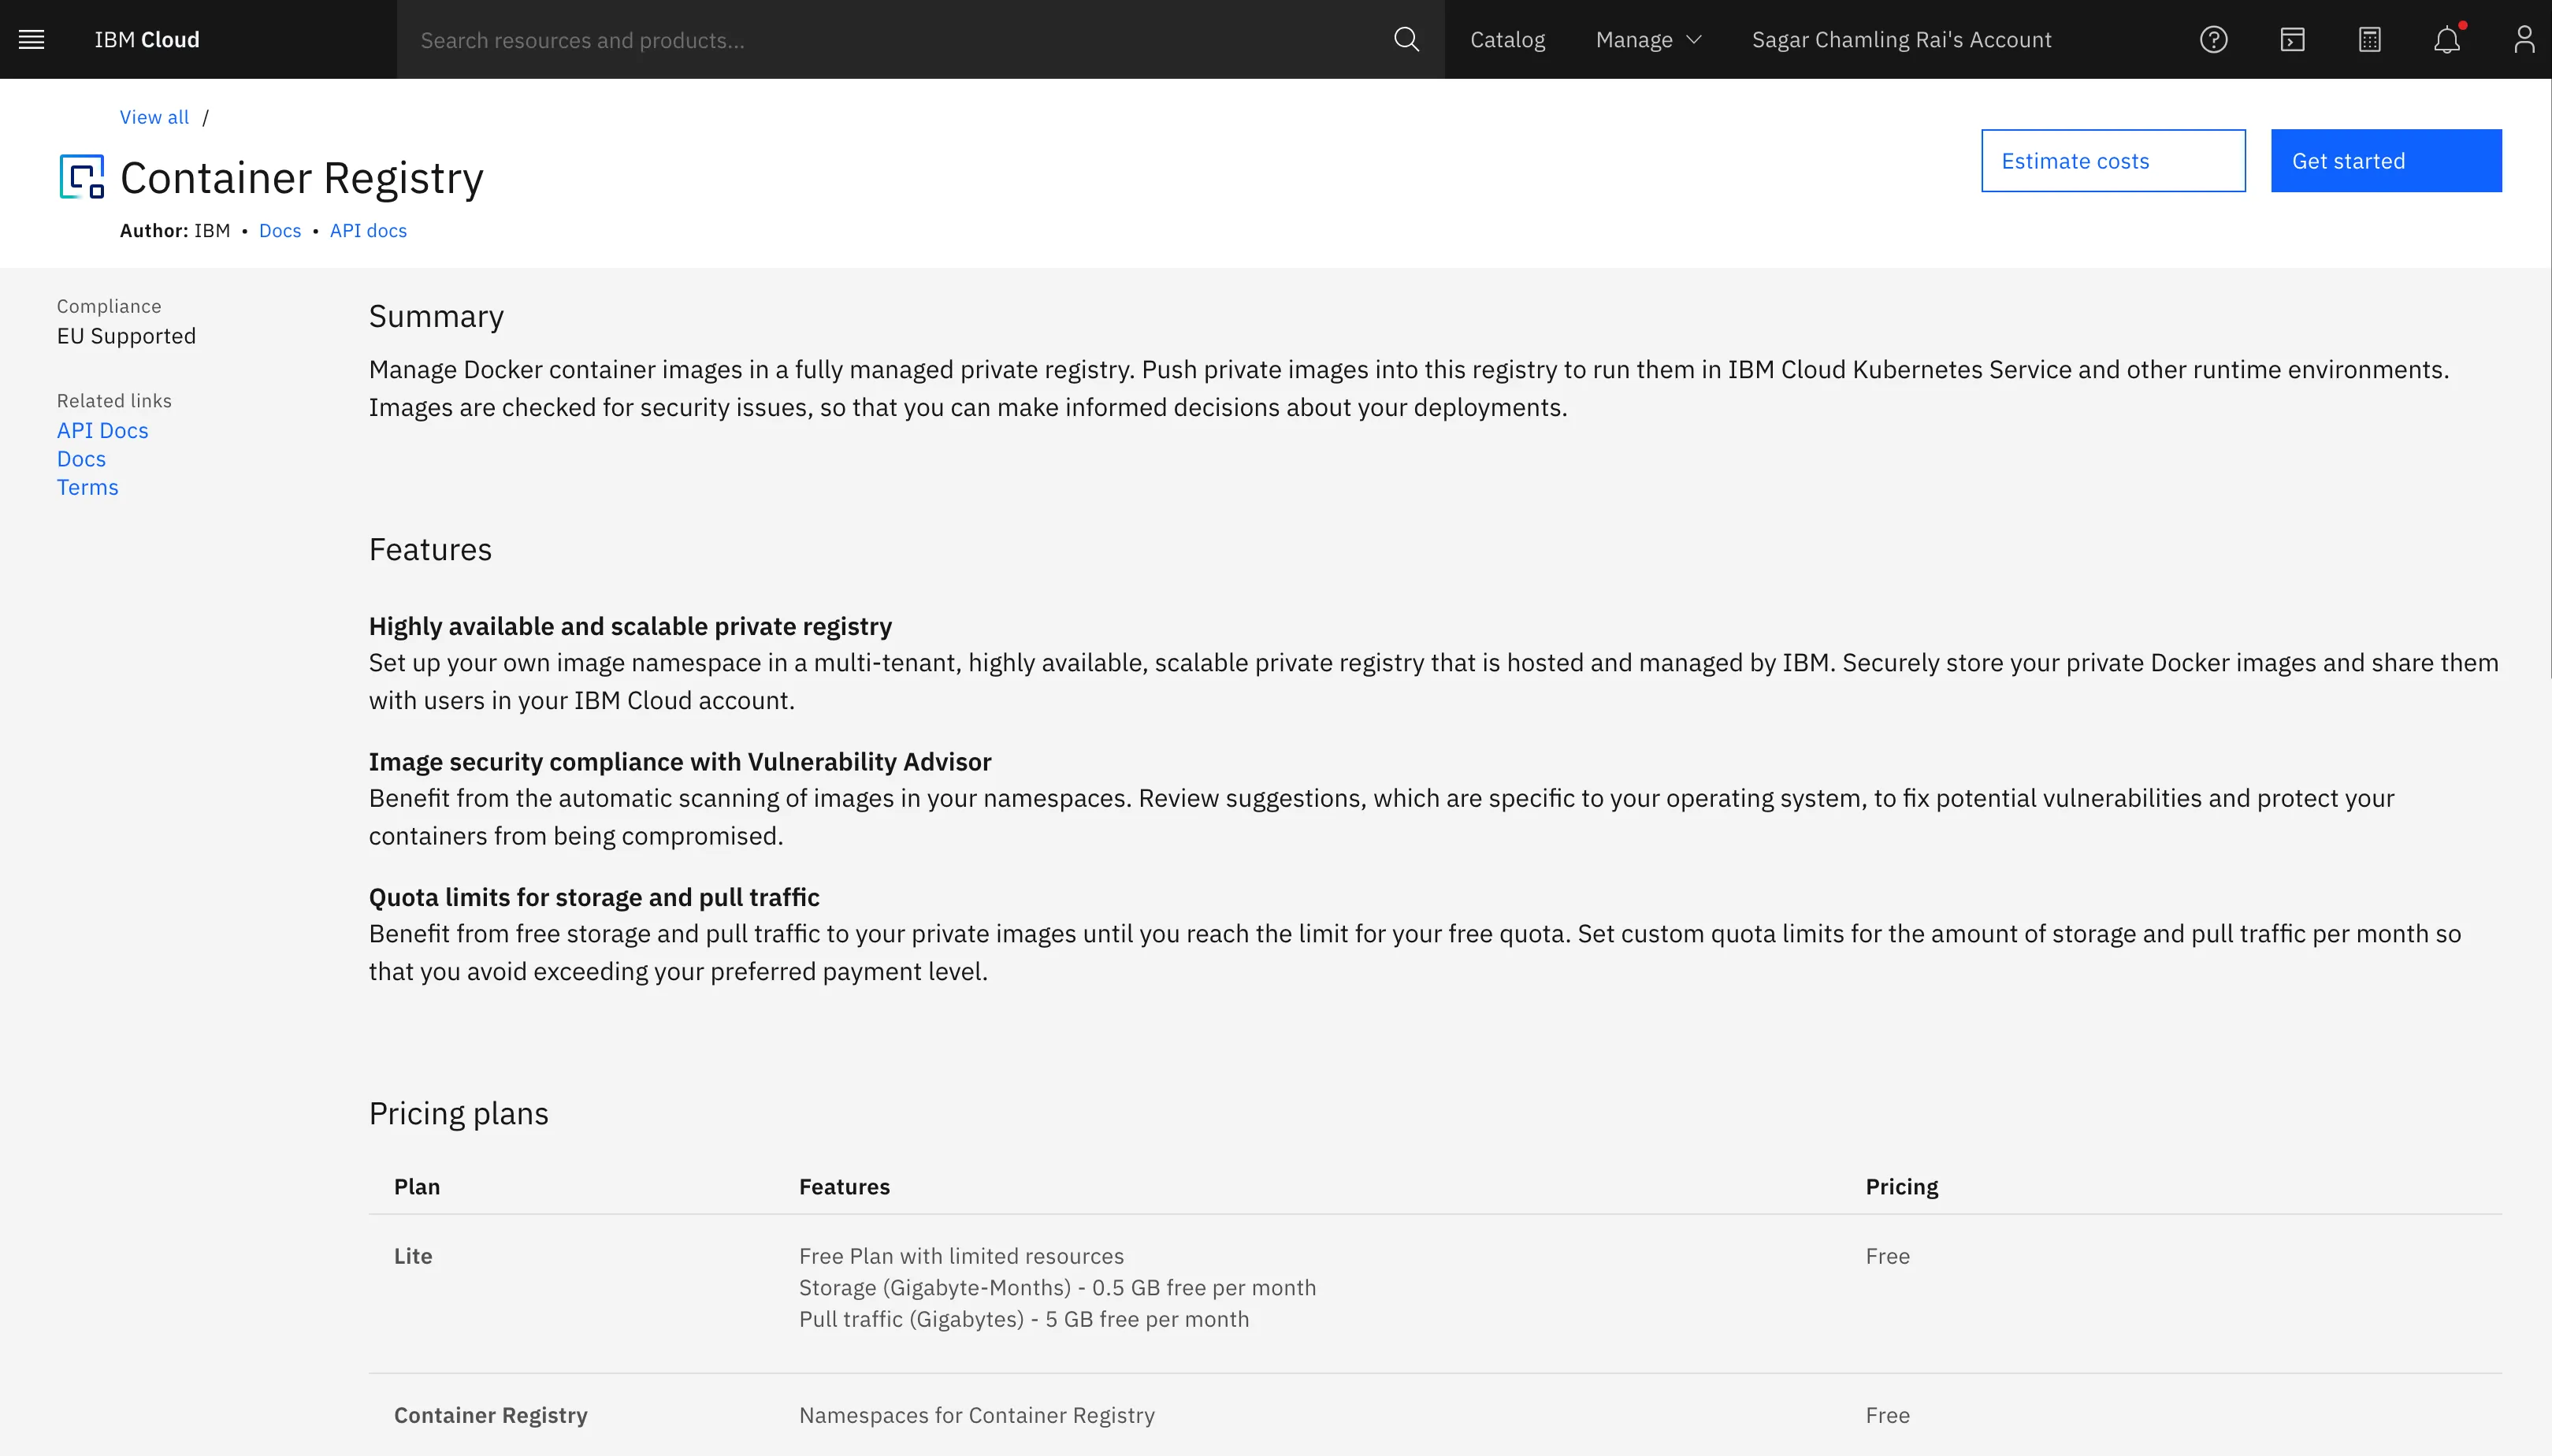 IBM Cloud
Search resources and products...
Catalog
Manage
Sagar Chamling Rai's Account
View all /
Container Registry
Author: IBM • Docs • API docs
Estimate costs
Get started
Compliance
EU Supported
Related links
API Docs
Docs
Terms
Summary
Manage Docker container images in a fully managed private registry. Push private images into this registry to run them in IBM Cloud Kubernetes Service and other runtime environments.
Images are checked for security issues, so that you can make informed decisions about your deployments.
Features
Highly available and scalable private registry
Set up your own image namespace in a multi-tenant, highly available, scalable private registry that is hosted and managed by IBM. Securely store your private Docker images and share them
with users in your IBM Cloud account.
Image security compliance with Vulnerability Advisor
Benefit from the automatic scanning of images in your namespaces. Review suggestions, which are specific to your operating system, to fix potential vulnerabilities and protect your
containers from being compromised.
Quota limits for storage and pull traffic
Benefit from free storage and pull traffic to your private images until you reach the limit for your free quota. Set custom quota limits for the amount of storage and pull traffic per month so
that you avoid exceeding your preferred payment level.
Pricing plans
Plan Features Pricing
Lite Free Plan with limited resources Free
Storage (Gigabyte-Months) - 0.5 GB free per month
Pull traffic (Gigabytes) - 5 GB free per month
Container Registry Namespaces for Container Registry Free